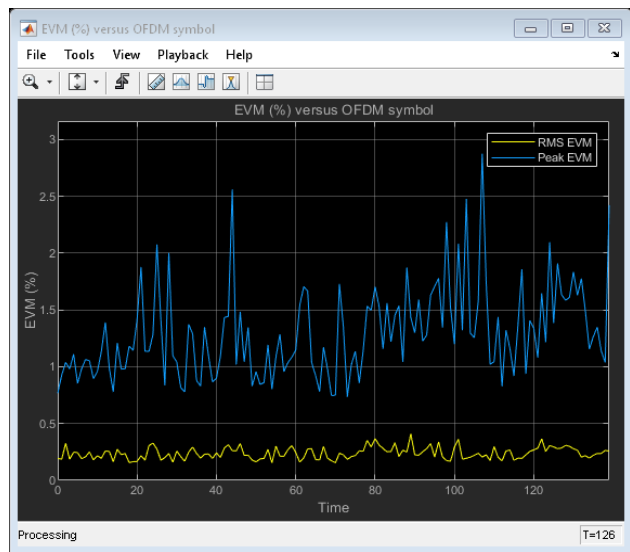 EVM (%) versus OFDM symbol
File Tools View Playback Help
EVM (%) versus OFDM symbol
RMS EVM
Peak EVM
3
2.5
2
1.5
1
0.5
0
EVM (%)
0 20 40 60 80 100 120
Time
Processing T=126